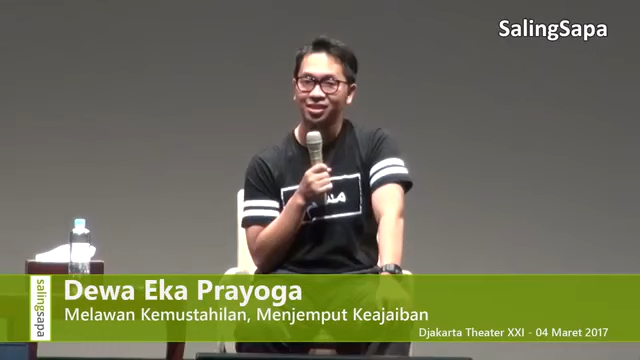 SalingSapa
salingsapa
Dewa Eka Prayoga
Melawan Kemustahilan, Menjemput Keajaiban
Djakarta Theater XXI - 04 Maret 2017